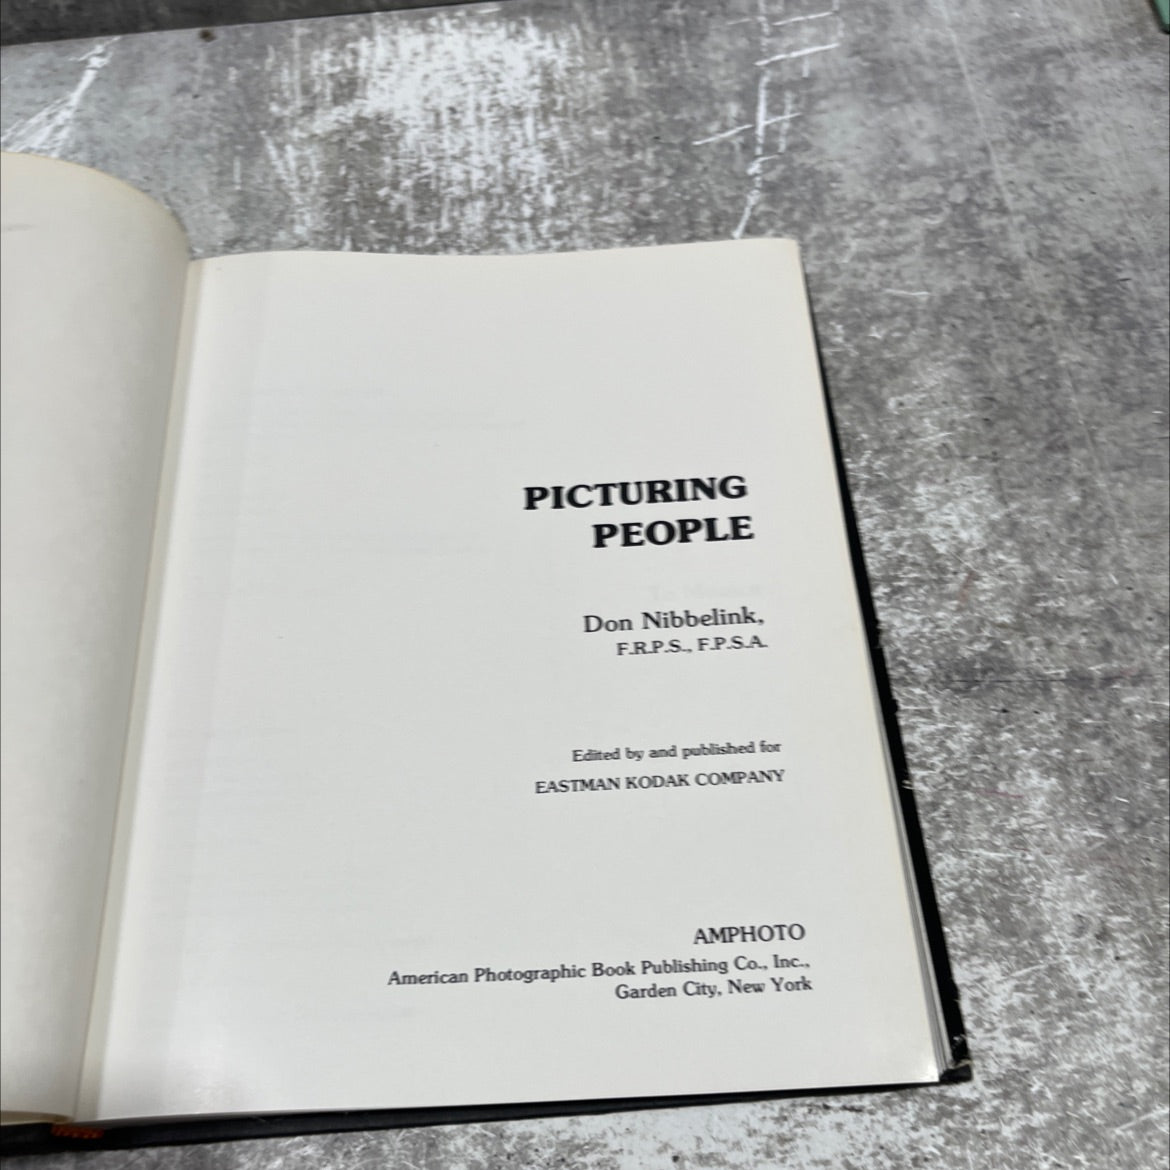 PICTURING
PEOPLE
Don Nibbelink,
F.R.P.S., F.P.S.A.
Edited by and published for
EASTMAN KODAK COMPANY
AMPHOTO
American Photographic Book Publishing Co., Inc.,
Garden City, New York